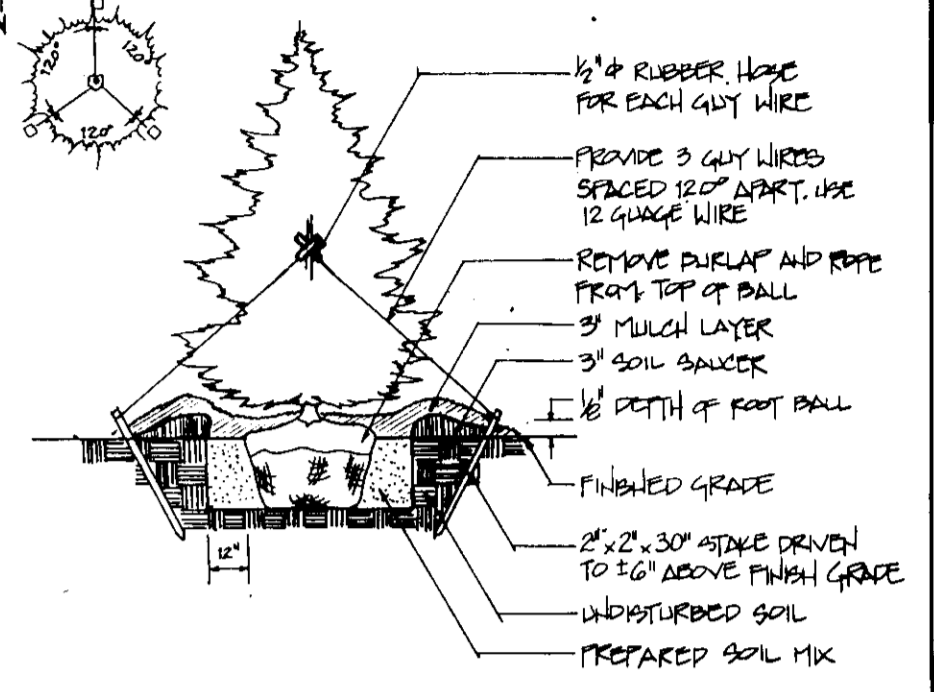 120°
120°
120°
1/2" Φ RUBBER HOSE
FOR EACH GUY WIRE
PROVIDE 3 GUY WIRES
SPACED 120° APART. USE
12 GUAGE WIRE
REMOVE BURLAP AND ROPE
FROM TOP OF BALL
3" MULCH LAYER
3" SOIL SAUCER
1/8" DEPTH OF ROOT BALL
FINISHED GRADE
2" x 2" x 30" STAKE DRIVEN
TO ±6" ABOVE FINISH GRADE
UNDISTURBED SOIL
PREPARED SOIL MIX
12"